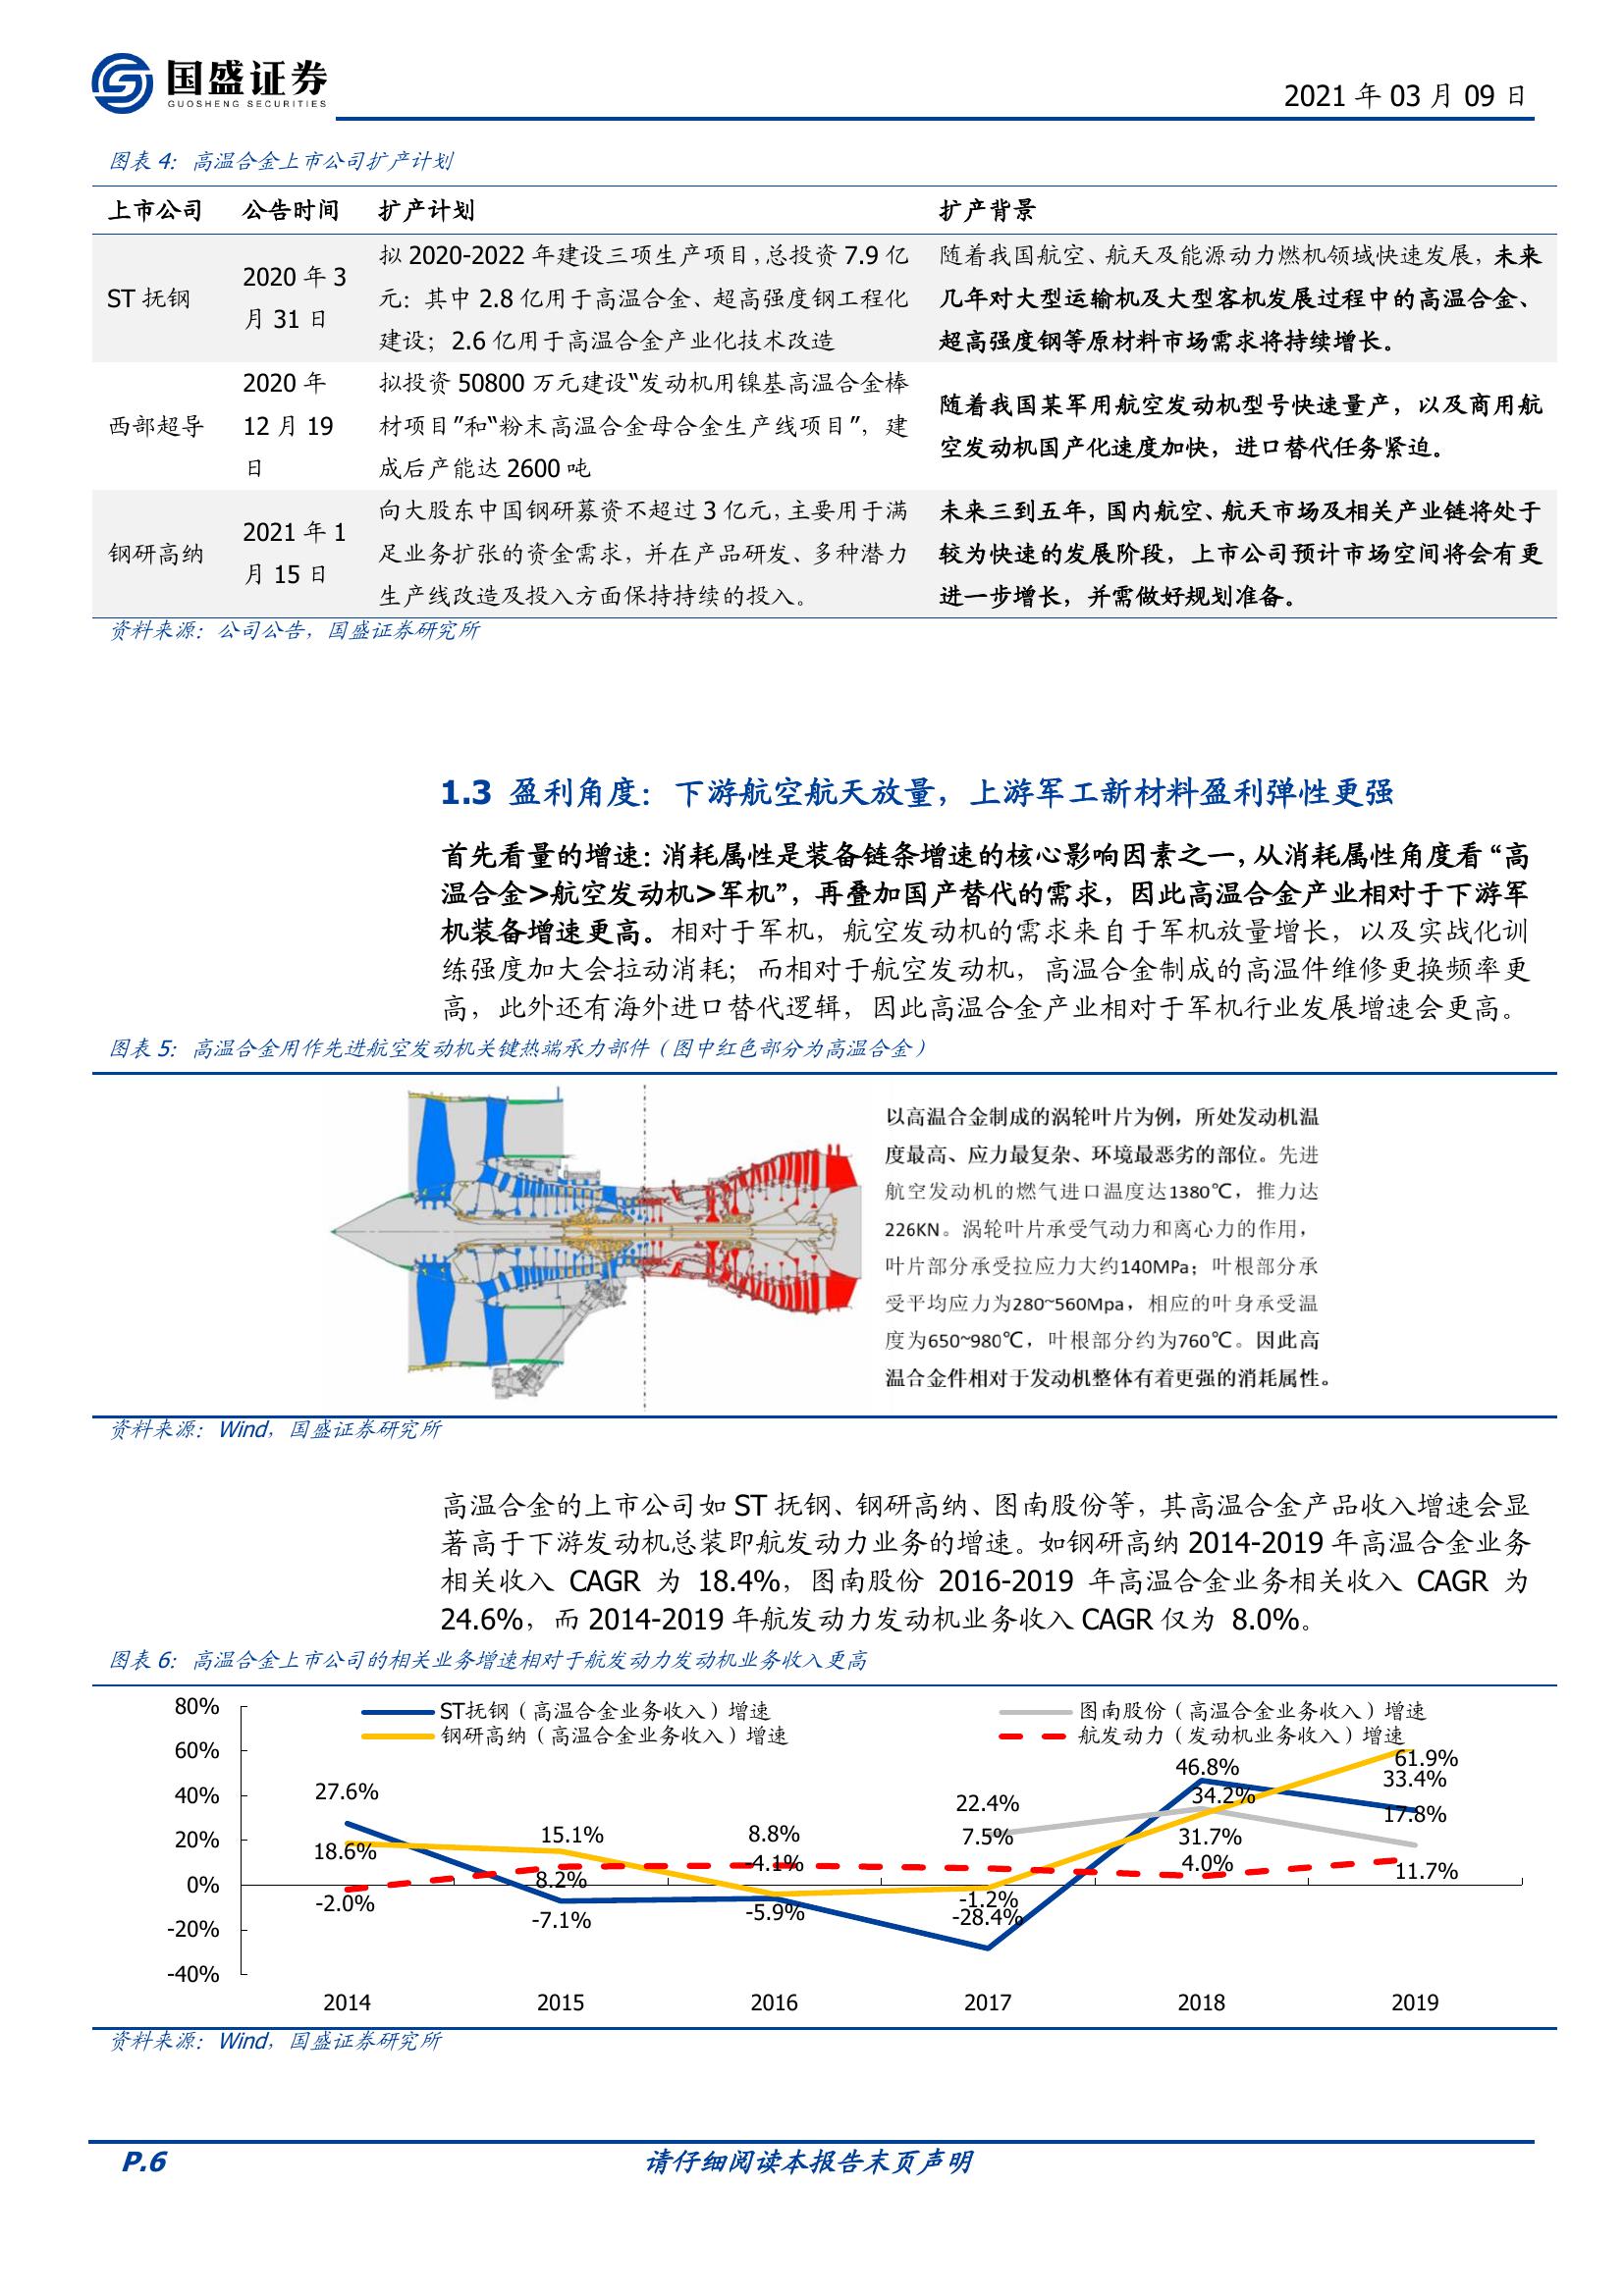 国盛证券
GUOSHENG SECURITIES
2021 年 03 月 09 日
图表 4：高温合金上市公司扩产计划
上市公司 公告时间 扩产计划 扩产背景
ST 抚钢
2020 年 3
月 31 日
拟 2020-2022 年建设三项生产项目，总投资 7.9 亿
元：其中 2.8 亿用于高温合金、超高强度钢工程化
建设；2.6 亿用于高温合金产业化技术改造
随着我国航空、航天及能源动力燃机领域快速发展，未来
几年对大型运输机及大型客机发展过程中的高温合金、
超高强度钢等原材料市场需求将持续增长。
西部超导
2020 年
12 月 19
日
拟投资 50800 万元建设“发动机用镍基高温合金棒
材项目”和“粉末高温合金母合金生产线项目”，建
成后产能达 2600 吨
随着我国某军用航空发动机型号快速量产，以及商用航
空发动机国产化速度加快，进口替代任务紧迫。
钢研高纳
2021 年 1
月 15 日
向大股东中国钢研募资不超过 3 亿元，主要用于满
足业务扩张的资金需求，并在产品研发、多种潜力
生产线改造及投入方面保持持续的投入。
未来三到五年，国内航空、航天市场及相关产业链将处于
较为快速的发展阶段，上市公司预计市场空间将会有更
进一步增长，并需做好规划准备。
资料来源：公司公告，国盛证券研究所
1.3 盈利角度：下游航空航天放量，上游军工新材料盈利弹性更强
首先看量的增速：消耗属性是装备链条增速的核心影响因素之一，从消耗属性角度看“高
温合金>航空发动机>军机”，再叠加国产替代的需求，因此高温合金产业相对于下游军
机装备增速更高。相对于军机，航空发动机的需求来自于军机放量增长，以及实战化训
练强度加大会拉动消耗；而相对于航空发动机，高温合金制成的高温件维修更换频率更
高，此外还有海外进口替代逻辑，因此高温合金产业相对于军机行业发展增速会更高。
图表 5：高温合金用作先进航空发动机关键热端承力部件（图中红色部分为高温合金）
以高温合金制成的涡轮叶片为例，所处发动机温
度最高、应力最复杂、环境最恶劣的部位。先进
航空发动机的燃气进口温度达1380℃，推力达
226KN。涡轮叶片承受气动力和离心力的作用，
叶片部分承受拉应力大约140MPa；叶根部分承
受平均应力为280~560Mpa，相应的叶身承受温
度为650~980℃，叶根部分约为760℃。因此高
温合金件相对于发动机整体有着更强的消耗属性。
资料来源：Wind，国盛证券研究所
高温合金的上市公司如 ST 抚钢、钢研高纳、图南股份等，其高温合金产品收入增速会显
著高于下游发动机总装即航发动力业务的增速。如钢研高纳 2014-2019 年高温合金业务
相关收入 CAGR 为 18.4%，图南股份 2016-2019 年高温合金业务相关收入 CAGR 为
24.6%，而 2014-2019 年航发动力发动机业务收入 CAGR 仅为 8.0%。
图表 6：高温合金上市公司的相关业务增速相对于航发动力发动机业务收入更高
ST抚钢（高温合金业务收入）增速
图南股份（高温合金业务收入）增速
钢研高纳（高温合金业务收入）增速
航发动力（发动机业务收入）增速
80%
60%
40%
20%
0%
-20%
-40%
27.6%
18.6%
-2.0%
15.1%
8.2%
-7.1%
8.8%
-4.1%
-5.9%
22.4%
7.5%
-1.2%
-28.4%
46.8%
34.2%
31.7%
4.0%
61.9%
33.4%
17.8%
11.7%
2014 2015 2016 2017 2018 2019
资料来源：Wind，国盛证券研究所
P.6
请仔细阅读本报告末页声明